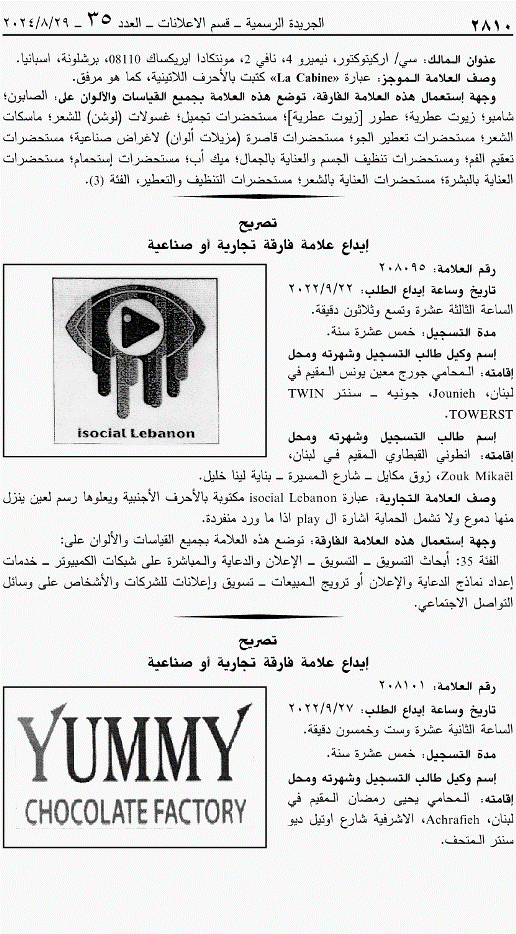 ٢٨١٠ الجريدة الرسمية ـ قسم الاعلانات ـ العدد ٣٥ ـ ٢٠٢٤/٨/٢٩
عنوان المالك: سي/ اركيتوكتور، نيميرو 4، نافي 2، مونتكادا ايريكساك 08110، برشلونة، اسبانيا.
وصف العلامة الموجز: عبارة «La Cabine» كتبت بالأحرف اللاتينية، كما هو مرفق.
وجهة إستعمال هذه العلامة الفارقة، توضع هذه العلامة بجميع القياسات والألوان على: الصابون؛
شامبو؛ زيوت عطرية؛ عطور [زيوت عطرية]؛ مستحضرات تجميل؛ غسولات (لوشن) للشعر؛ ماسكات
الشعر؛ مستحضرات تعطير الجو؛ مستحضرات قاصرة (مزيلات ألوان) لاغراض صناعية؛ مستحضرات
تعقيم الفم؛ ومستحضرات تنظيف الجسم والعناية بالجمال؛ ميك أب؛ مستحضرات إستحمام؛ مستحضرات
العناية بالبشرة؛ مستحضرات العناية بالشعر؛ مستحضرات التنظيف والتعطير، الفئة (3).
تصريح
إيداع علامة فارقة تجارية أو صناعية
رقم العلامة: ٢٠٨٠٩٥
تاريخ وساعة إيداع الطلب: ٢٠٢٢/٩/٢٢
الساعة الثالثة عشرة وتسع وثلاثون دقيقة.
مدة التسجيل: خمس عشرة سنة.
إسم وكيل طالب التسجيل وشهرته ومحل
إقامته: المحامي جورج معين يونس المقيم في
لبنان، Jounieh، جونيه ـ سنتر TWIN
TOWERST.
إسم طالب التسجيل وشهرته ومحل
إقامته: انطوني القبطاوي المقيم في لبنان،
Zouk Mikaël، زوق مكايل ـ شارع المسيرة ـ بناية لينا خليل.
isocial Lebanon
وصف العلامة التجارية: عبارة isocial Lebanon مكتوبة بالأحرف الأجنبية ويعلوها رسم لعين ينزل
منها دموع ولا تشمل الحماية اشارة ال play اذا ما ورد منفردة.
وجهة إستعمال هذه العلامة الفارقة: توضع هذه العلامة بجميع القياسات والألوان على:
الفئة 35: أبحاث التسويق ـ التسويق ـ الإعلان والدعاية والمباشرة على شبكات الكمبيوتر ـ خدمات
إعداد نماذج الدعاية والإعلان أو ترويج المبيعات ـ تسويق وإعلانات للشركات والأشخاص على وسائل
التواصل الاجتماعي.
تصريح
إيداع علامة فارقة تجارية أو صناعية
رقم العلامة: ٢٠٨١٠١
تاريخ وساعة إيداع الطلب: ٢٠٢٢/٩/٢٧
الساعة الثانية عشرة وست وخمسون دقيقة.
مدة التسجيل: خمس عشرة سنة.
إسم وكيل طالب التسجيل وشهرته ومحل
إقامته: المحامي يحيى رمضان المقيم في
لبنان، Achrafieh، الاشرفية شارع اوتيل ديو
سنتر المتحف.
YUMMY
CHOCOLATE FACTORY